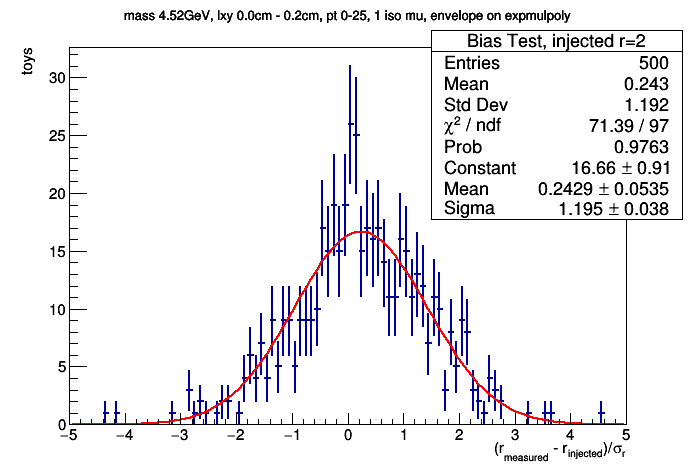 mass 4.52GeV, lxy 0.0cm - 0.2cm, pt 0-25, 1 iso mu, envelope on expmulpoly
toys
Bias Test, injected r=2
Entries 500
Mean 0.243
Std Dev 1.192
χ² / ndf 71.39 / 97
Prob 0.9763
Constant 16.66 ± 0.91
Mean 0.2429 ± 0.0535
Sigma 1.195 ± 0.038
30
25
20
15
10
5
0
−5 −4 −3 −2 −1 0 1 2 3 4 5
(r_measured - r_injected)/σ_r